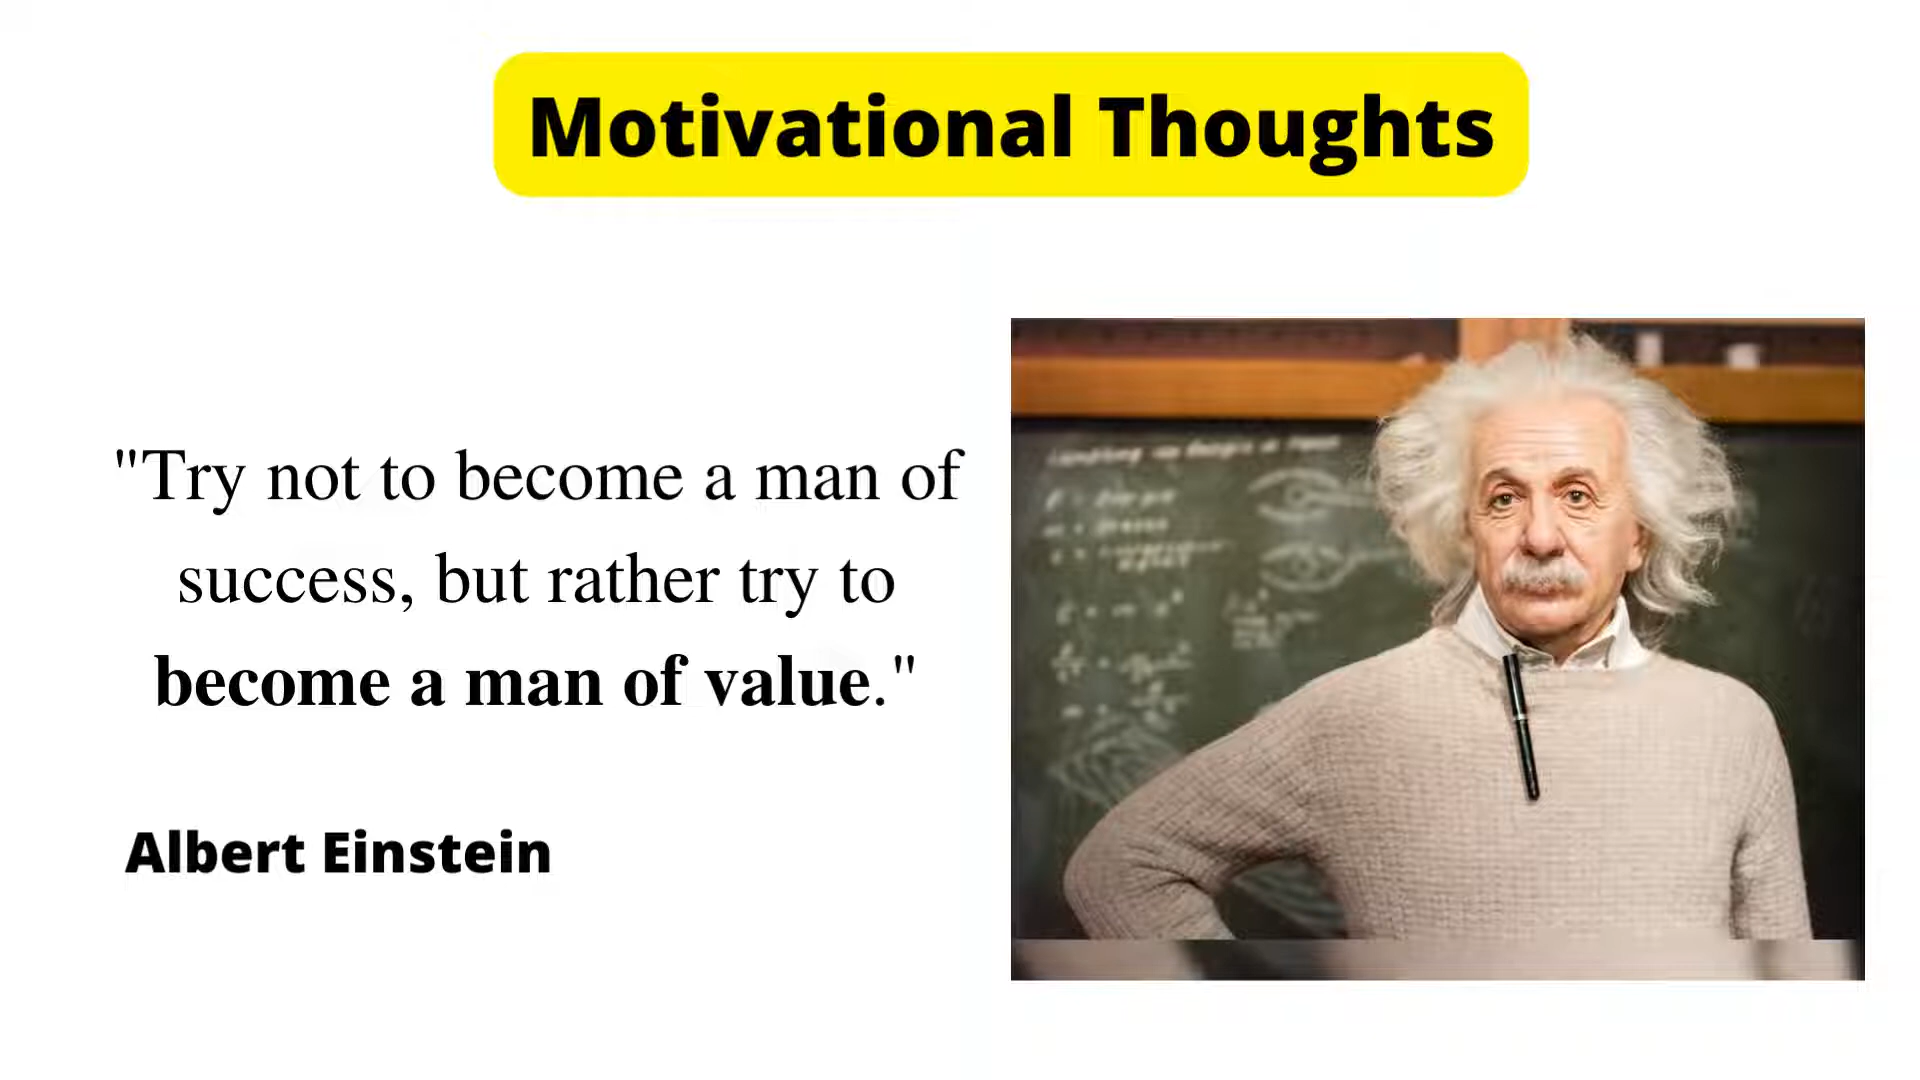 Motivational Thoughts
"Try not to become a man of
success, but rather try to
become a man of value."
Albert Einstein